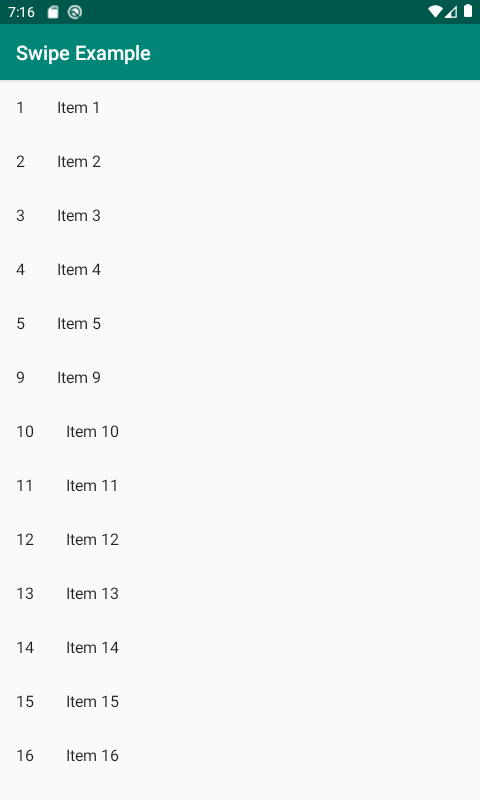 7:16
Swipe Example
1 Item 1
2 Item 2
3 Item 3
4 Item 4
5 Item 5
9 Item 9
10 Item 10
11 Item 11
12 Item 12
13 Item 13
14 Item 14
15 Item 15
16 Item 16